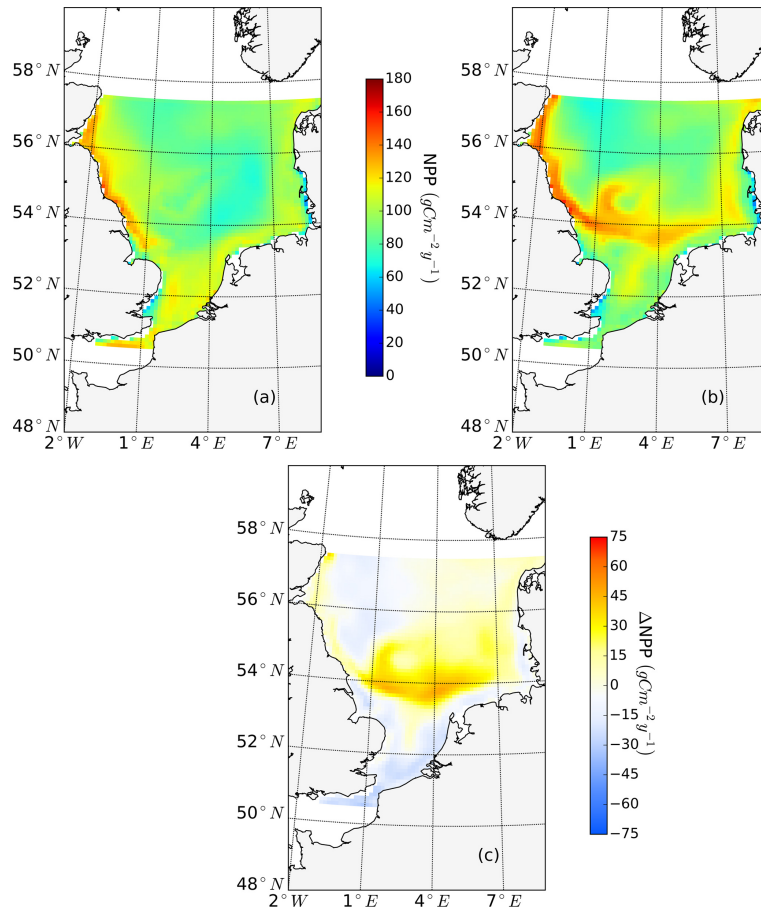 58°N
56°N
54°N
52°N
50°N
48°N
2°W 1°E 4°E 7°E
(a)
180
160
140
120
100
80
60
40
20
0
NPP (gCm⁻²y⁻¹)
58°N
56°N
54°N
52°N
50°N
48°N
2°W 1°E 4°E 7°E
(b)
58°N
56°N
54°N
52°N
50°N
48°N
2°W 1°E 4°E 7°E
(c)
75
60
45
30
15
0
−15
−30
−45
−60
−75
ΔNPP (gCm⁻²y⁻¹)